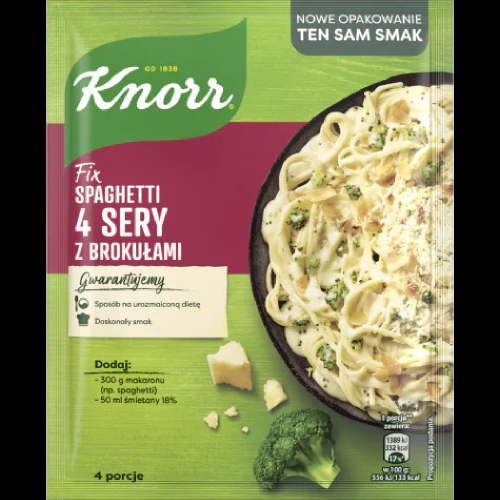 NOWE OPAKOWANIE
TEN SAM SMAK
OD 1838
Knorr®
Fix
SPAGHETTI
4 SERY
Z BROKUŁAMI
Gwarantujemy
Sposób na urozmaiconą dietę
Doskonały smak
Dodaj:
- 300 g makaronu
(np. spaghetti)
- 50 ml śmietany 18%
4 porcje
1 porcja
zawiera:
1389 kJ
332 kcal
17%
w 100 g:
556 kJ/133 kcal
Propozycja podania.